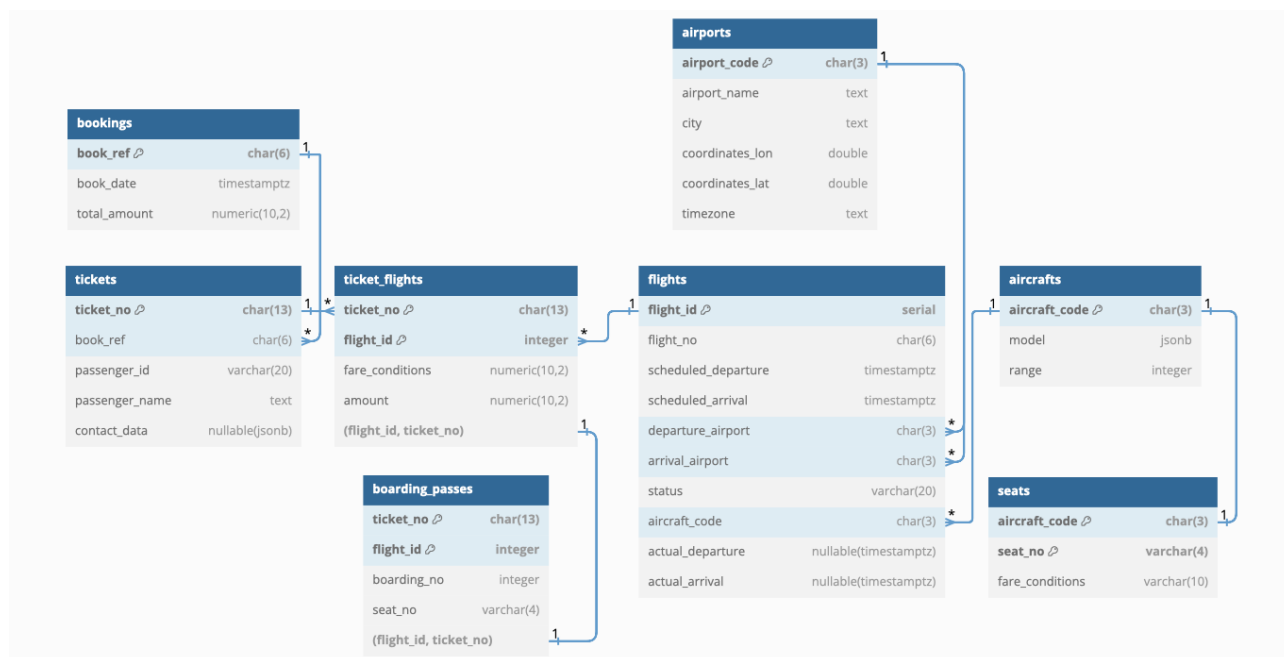 airports
airport_code char(3) 1
airport_name text
city text
coordinates_lon double
coordinates_lat double
timezone text
bookings
book_ref char(6) 1
book_date timestamptz
total_amount numeric(10,2)
tickets
ticket_no char(13) 1
book_ref char(6) *
passenger_id varchar(20)
passenger_name text
contact_data nullable(jsonb)
ticket_flights
* ticket_no char(13)
flight_id integer *
fare_conditions numeric(10,2)
amount numeric(10,2)
(flight_id, ticket_no) 1
boarding_passes
ticket_no char(13)
flight_id integer
boarding_no integer
seat_no varchar(4)
(flight_id, ticket_no) 1
flights
1 flight_id serial
flight_no char(6)
scheduled_departure timestamptz
scheduled_arrival timestamptz
departure_airport char(3) *
arrival_airport char(3) *
status varchar(20)
aircraft_code char(3) *
actual_departure nullable(timestamptz)
actual_arrival nullable(timestamptz)
aircrafts
1 aircraft_code char(3) 1
model jsonb
range integer
seats
aircraft_code char(3) 1
seat_no varchar(4)
fare_conditions varchar(10)